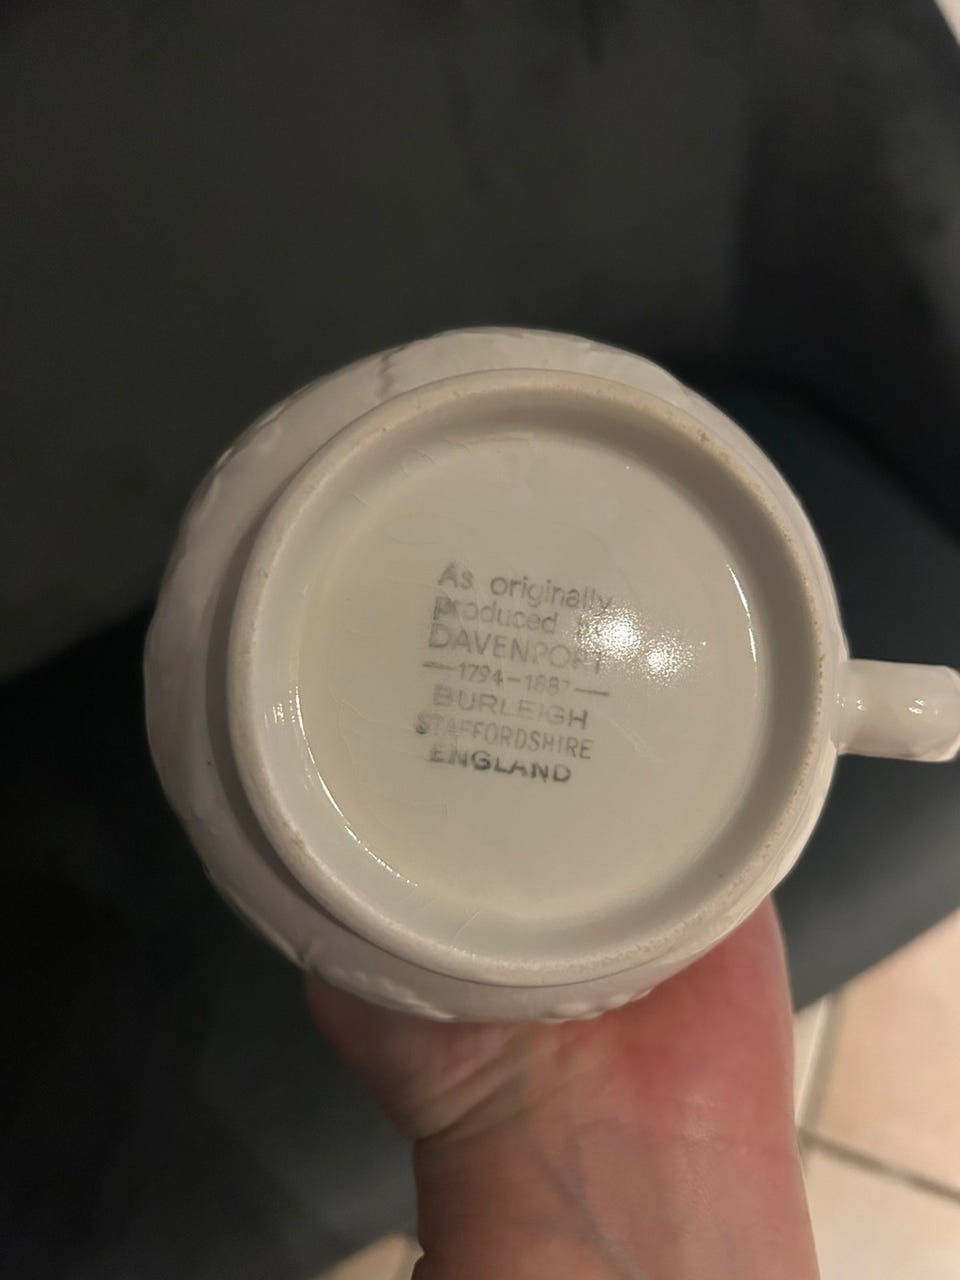 As originally
produced
DAVENPORT
—1794–1887—
BURLEIGH
STAFFORDSHIRE
ENGLAND